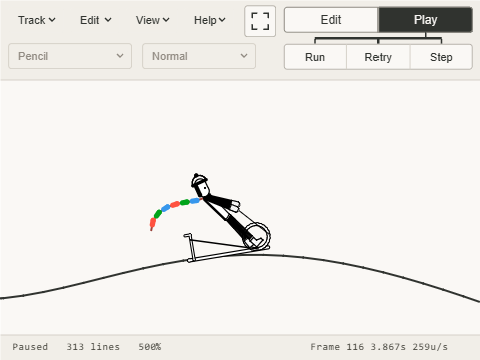 Track Edit View Help Edit Play
Pencil Normal Run Retry Step
Paused 313 lines 500% Frame 116 3.867s 259u/s